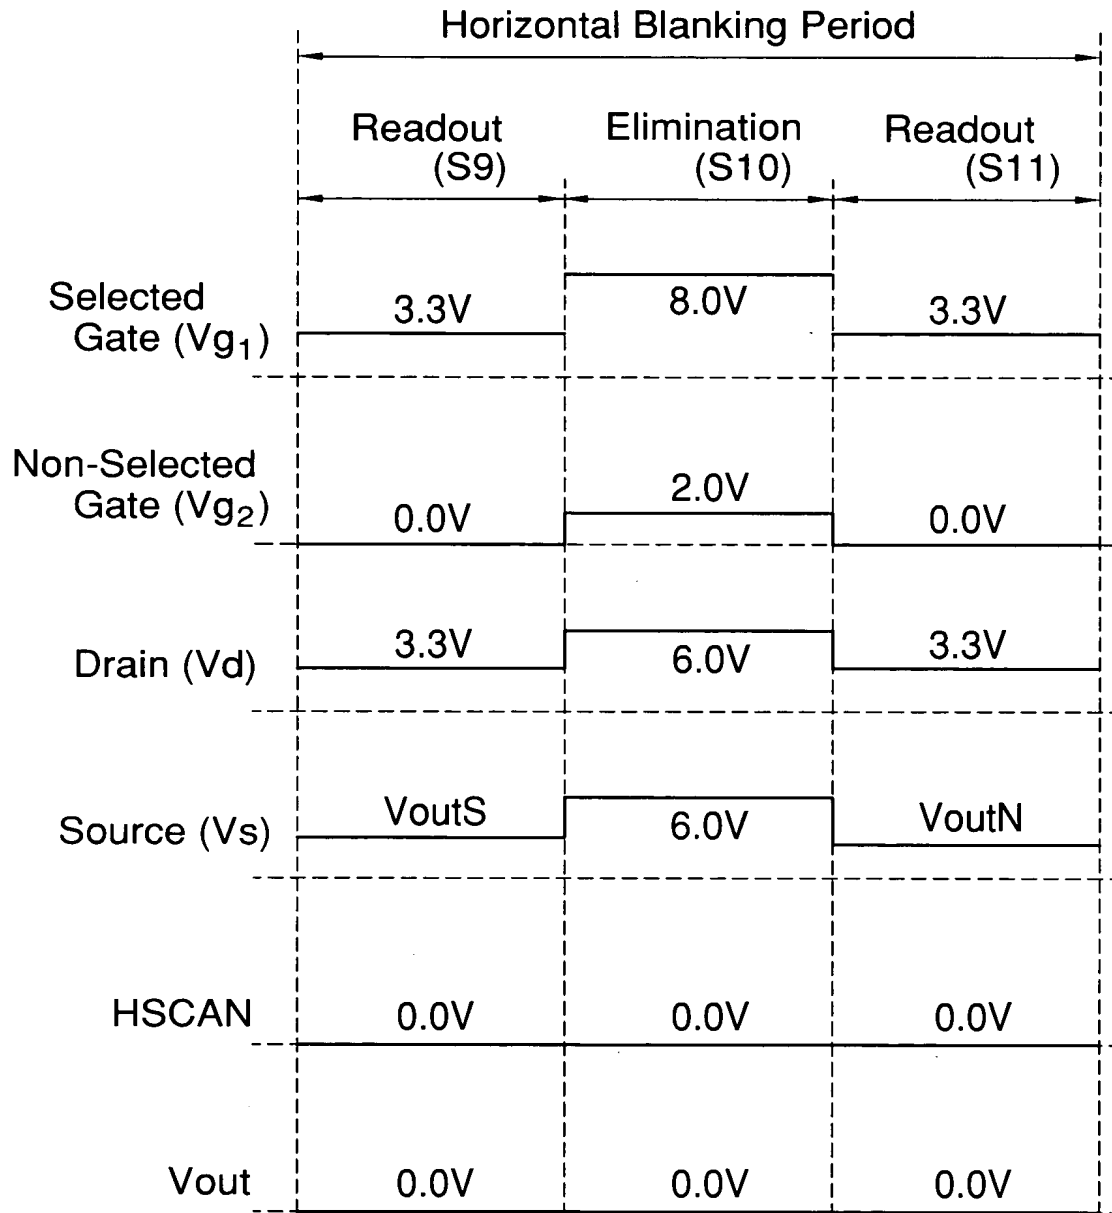 Horizontal Blanking Period
Readout
(S9)
Elimination
(S10)
Readout
(S11)
Selected
Gate (Vg1)
3.3V
8.0V
3.3V
Non-Selected
Gate (Vg2)
0.0V
2.0V
0.0V
Drain (Vd)
3.3V
6.0V
3.3V
Source (Vs)
VoutS
6.0V
VoutN
HSCAN
0.0V
0.0V
0.0V
Vout
0.0V
0.0V
0.0V